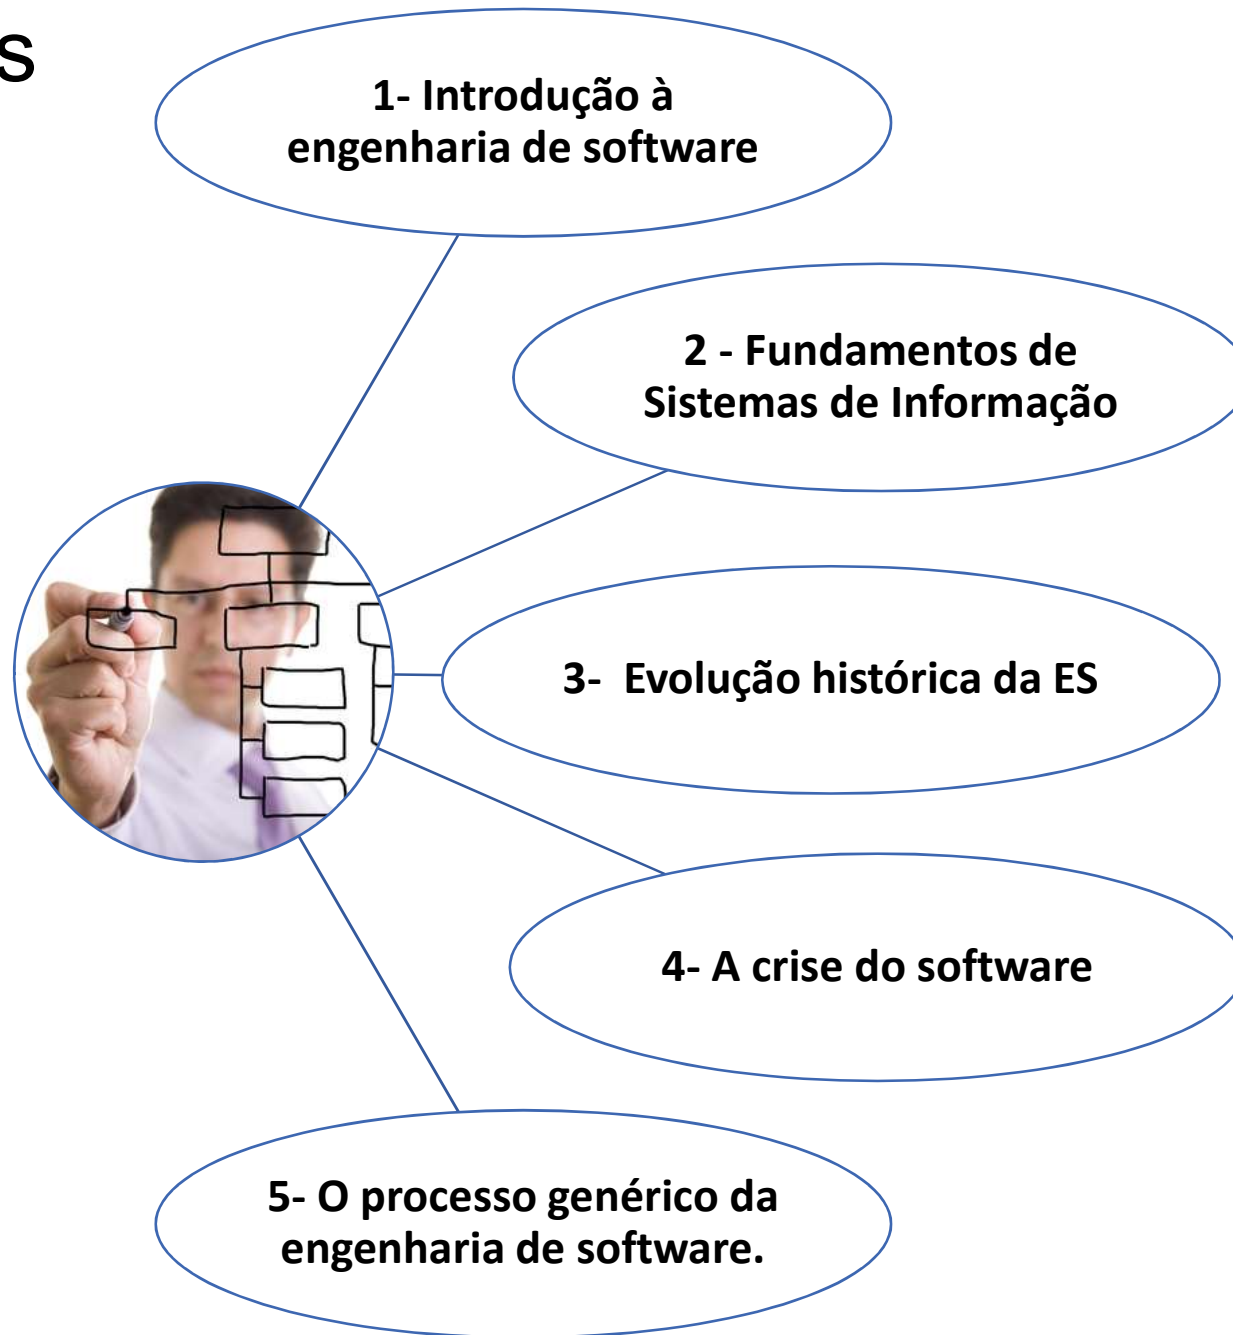 s
1- Introdução à
engenharia de software
2 - Fundamentos de
Sistemas de Informação
3-  Evolução histórica da ES
4- A crise do software
5- O processo genérico da
engenharia de software.